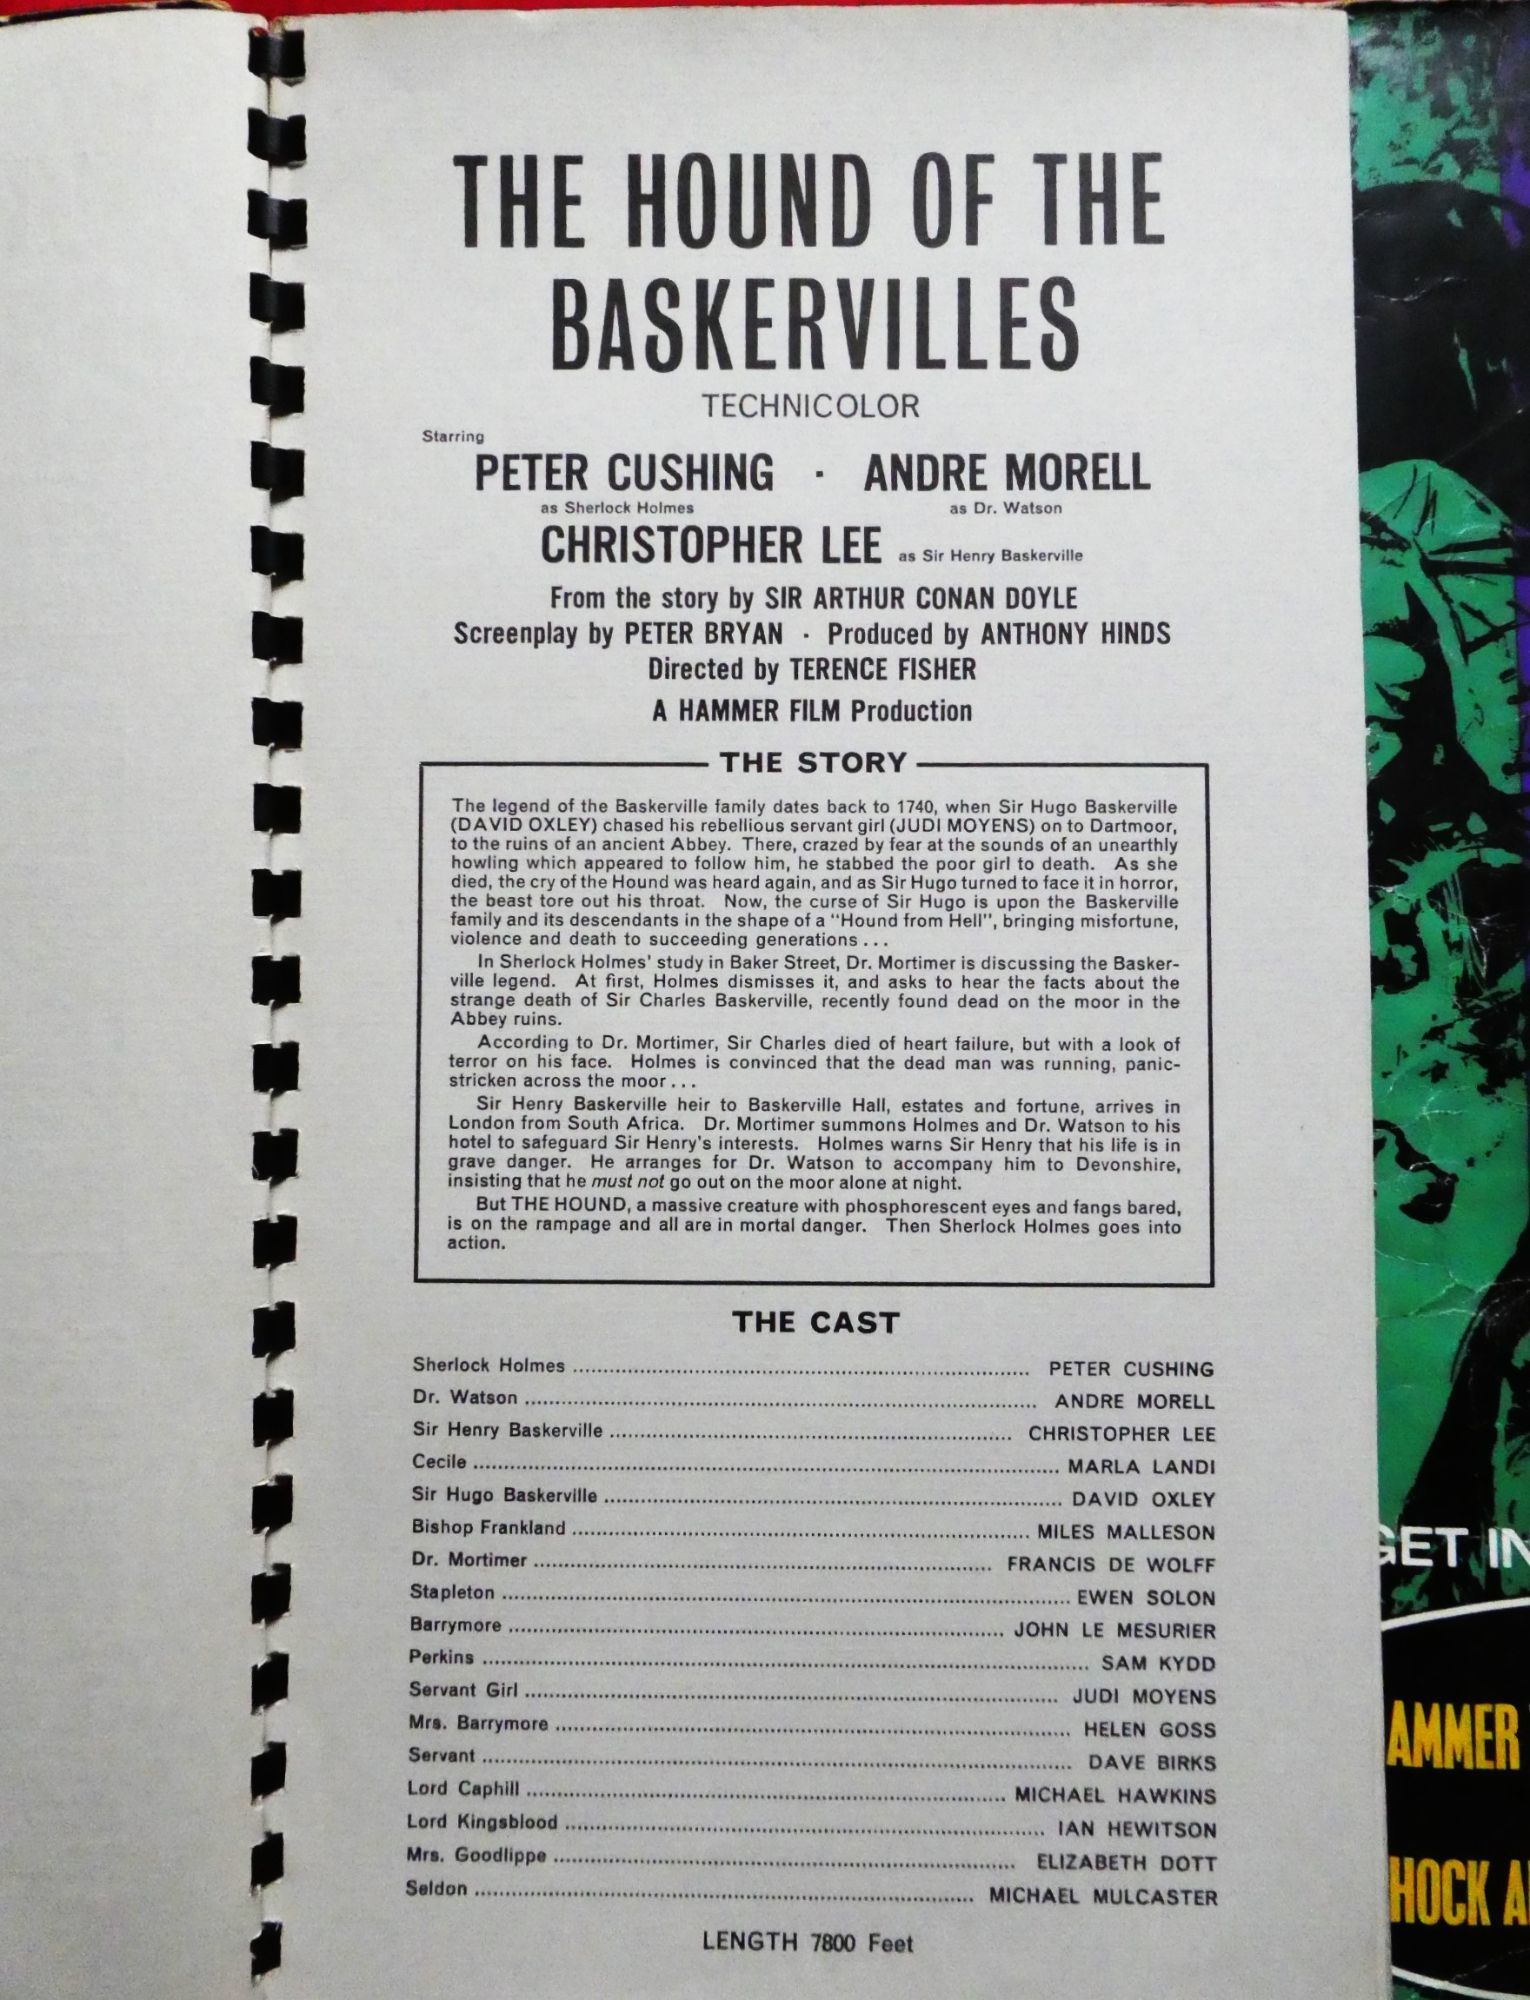 THE HOUND OF THE
BASKERVILLES
TECHNICOLOR
Starring
PETER CUSHING · ANDRE MORELL
as Sherlock Holmes as Dr. Watson
CHRISTOPHER LEE as Sir Henry Baskerville
From the story by SIR ARTHUR CONAN DOYLE
Screenplay by PETER BRYAN · Produced by ANTHONY HINDS
Directed by TERENCE FISHER
A HAMMER FILM Production
THE STORY
The legend of the Baskerville family dates back to 1740, when Sir Hugo Baskerville
(DAVID OXLEY) chased his rebellious servant girl (JUDI MOYENS) on to Dartmoor,
to the ruins of an ancient Abbey. There, crazed by fear at the sounds of an unearthly
howling which appeared to follow him, he stabbed the poor girl to death. As she
died, the cry of the Hound was heard again, and as Sir Hugo turned to face it in horror,
the beast tore out his throat. Now, the curse of Sir Hugo is upon the Baskerville
family and its descendants in the shape of a "Hound from Hell", bringing misfortune,
violence and death to succeeding generations ...
In Sherlock Holmes' study in Baker Street, Dr. Mortimer is discussing the Basker-
ville legend. At first, Holmes dismisses it, and asks to hear the facts about the
strange death of Sir Charles Baskerville, recently found dead on the moor in the
Abbey ruins.
According to Dr. Mortimer, Sir Charles died of heart failure, but with a look of
terror on his face. Holmes is convinced that the dead man was running, panic-
stricken across the moor ...
Sir Henry Baskerville heir to Baskerville Hall, estates and fortune, arrives in
London from South Africa. Dr. Mortimer summons Holmes and Dr. Watson to his
hotel to safeguard Sir Henry's interests. Holmes warns Sir Henry that his life is in
grave danger. He arranges for Dr. Watson to accompany him to Devonshire,
insisting that he must not go out on the moor alone at night.
But THE HOUND, a massive creature with phosphorescent eyes and fangs bared,
is on the rampage and all are in mortal danger. Then Sherlock Holmes goes into
action.
THE CAST
Sherlock Holmes ........ PETER CUSHING
Dr. Watson ........ ANDRE MORELL
Sir Henry Baskerville ........ CHRISTOPHER LEE
Cecile ........ MARLA LANDI
Sir Hugo Baskerville ........ DAVID OXLEY
Bishop Frankland ........ MILES MALLESON
Dr. Mortimer ........ FRANCIS DE WOLFF
Stapleton ........ EWEN SOLON
Barrymore ........ JOHN LE MESURIER
Perkins ........ SAM KYDD
Servant Girl ........ JUDI MOYENS
Mrs. Barrymore ........ HELEN GOSS
Servant ........ DAVE BIRKS
Lord Caphill ........ MICHAEL HAWKINS
Lord Kingsblood ........ IAN HEWITSON
Mrs. Goodlippe ........ ELIZABETH DOTT
Seldon ........ MICHAEL MULCASTER
LENGTH 7800 Feet
GET IN
AMMER
HOCK A